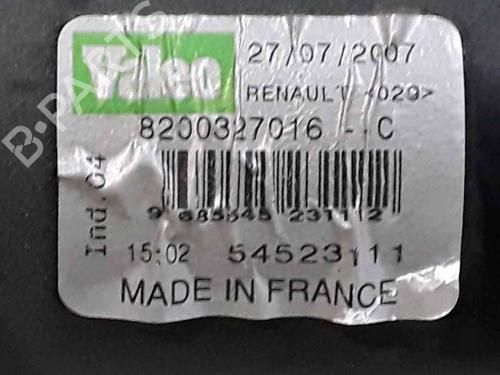 Valeo
27/07/2007
RENAULT <029>
8200327016 --C
Ind.04
9 685545 231112
15:02 54523111
MADE IN FRANCE
B-PARTS